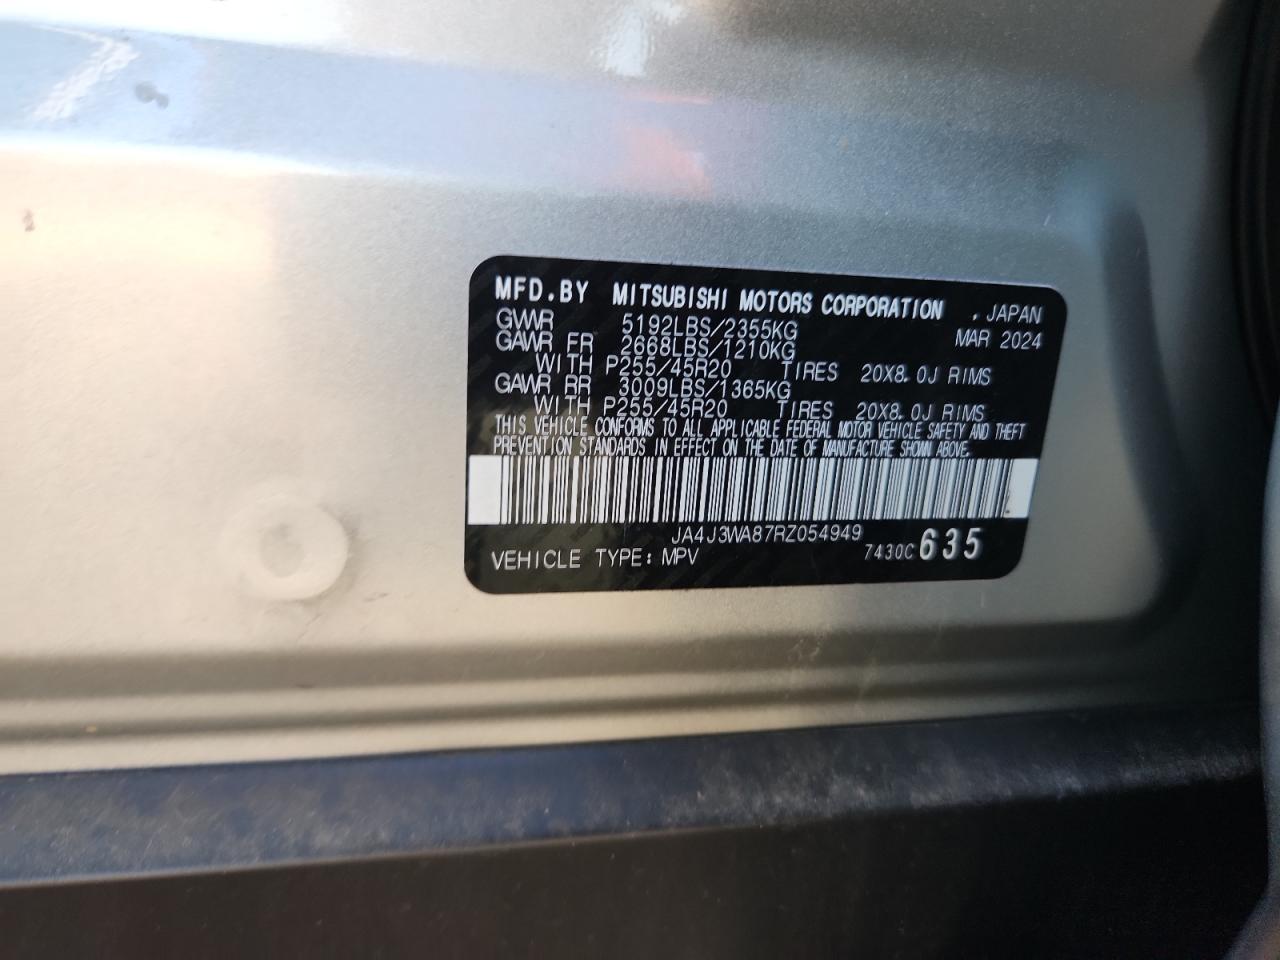 MFD.BY MITSUBISHI MOTORS CORPORATION , JAPAN
GVWR 5192LBS/2355KG MAR 2024
GAWR FR 2668LBS/1210KG
WITH P255/45R20 TIRES 20X8.0J RIMS
GAWR RR 3009LBS/1365KG
WITH P255/45R20 TIRES 20X8.0J RIMS
THIS VEHICLE CONFORMS TO ALL APPLICABLE FEDERAL MOTOR VEHICLE SAFETY AND THEFT
PREVENTION STANDARDS IN EFFECT ON THE DATE OF MANUFACTURE SHOWN ABOVE.
JA4J3WA87RZ054949
VEHICLE TYPE: MPV 7430C 635